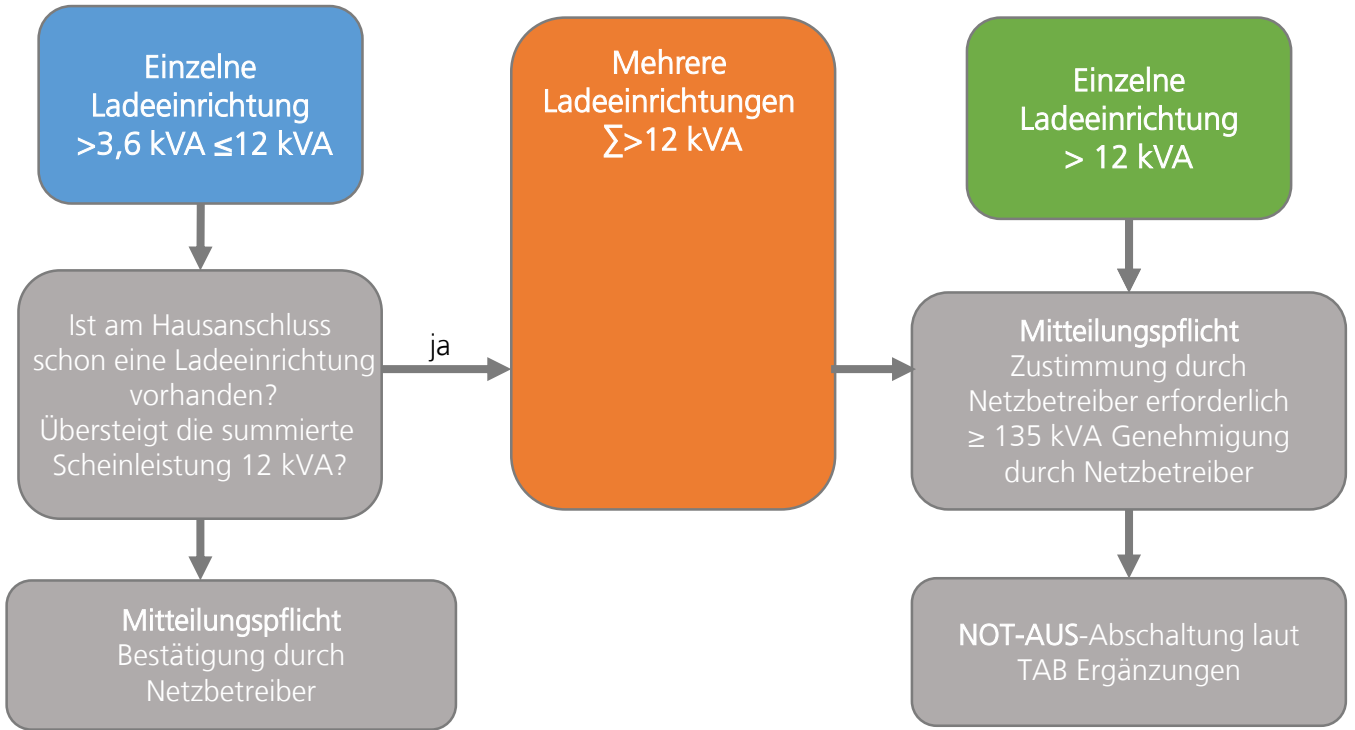 Einzelne
Ladeeinrichtung
>3,6 kVA ≤12 kVA
Ist am Hausanschluss
schon eine Ladeeinrichtung
vorhanden?
Übersteigt die summierte
Scheinleistung 12 kVA?
ja
Mitteilungspflicht
Bestätigung durch
Netzbetreiber
Mehrere
Ladeeinrichtungen
∑>12 kVA
Einzelne
Ladeeinrichtung
> 12 kVA
Mitteilungspflicht
Zustimmung durch
Netzbetreiber erforderlich
≥ 135 kVA Genehmigung
durch Netzbetreiber
NOT-AUS-Abschaltung laut
TAB Ergänzungen